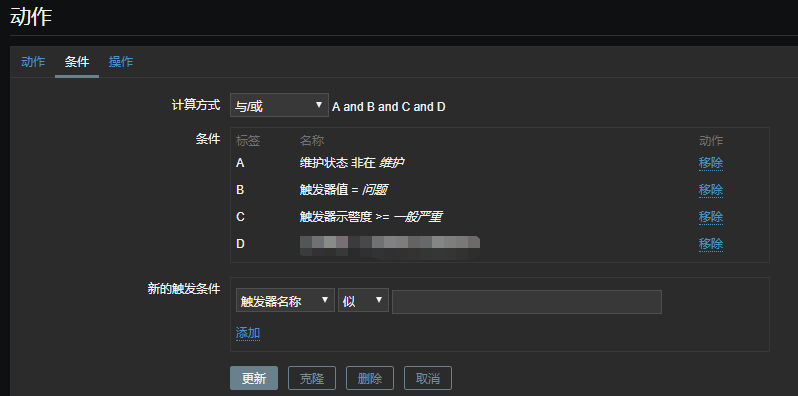 动作
动作 条件 操作
计算方式 与/或 A and B and C and D
条件 标签 名称 动作
A 维护状态 非在 维护 移除
B 触发器值 = 问题 移除
C 触发器示警度 >= 一般严重 移除
D 移除
新的触发条件 触发器名称 似
添加
更新 克隆 删除 取消